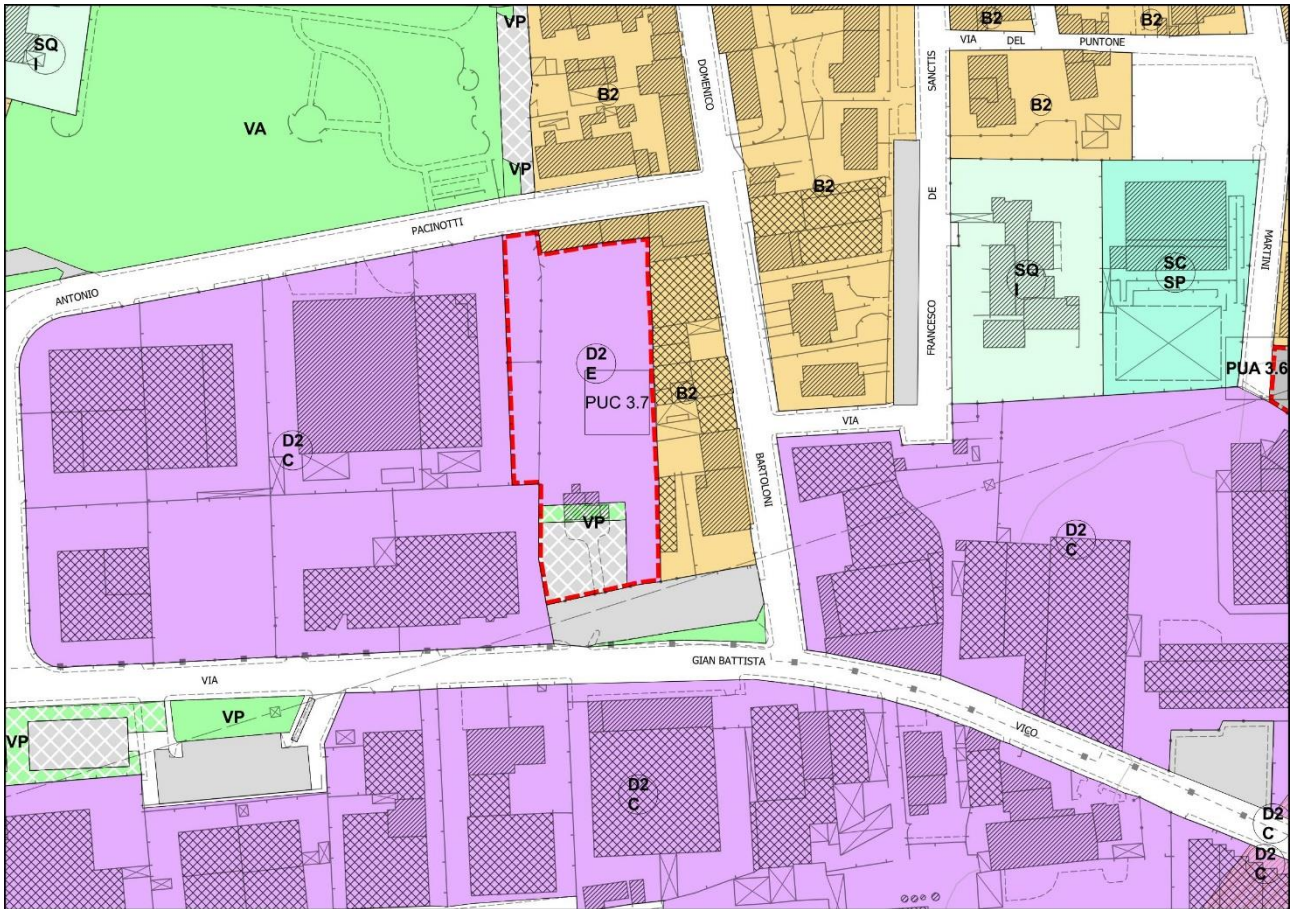 VP
B2
B2
SQ
I
VIA DEL PUNTONE
DOMENICO
SANCTIS
B2
B2
VA
VP
B2
DE
PACINOTTI
MARTINI
SQ
I
SC
SP
ANTONIO
FRANCESCO
D2
E
PUA 3.6
B2
PUC 3.7
VIA
D2
C
BARTOLONI
VP
D2
C
GIAN BATTISTA
VIA
VP
VP
VICO
D2
C
D2
C
D2
C